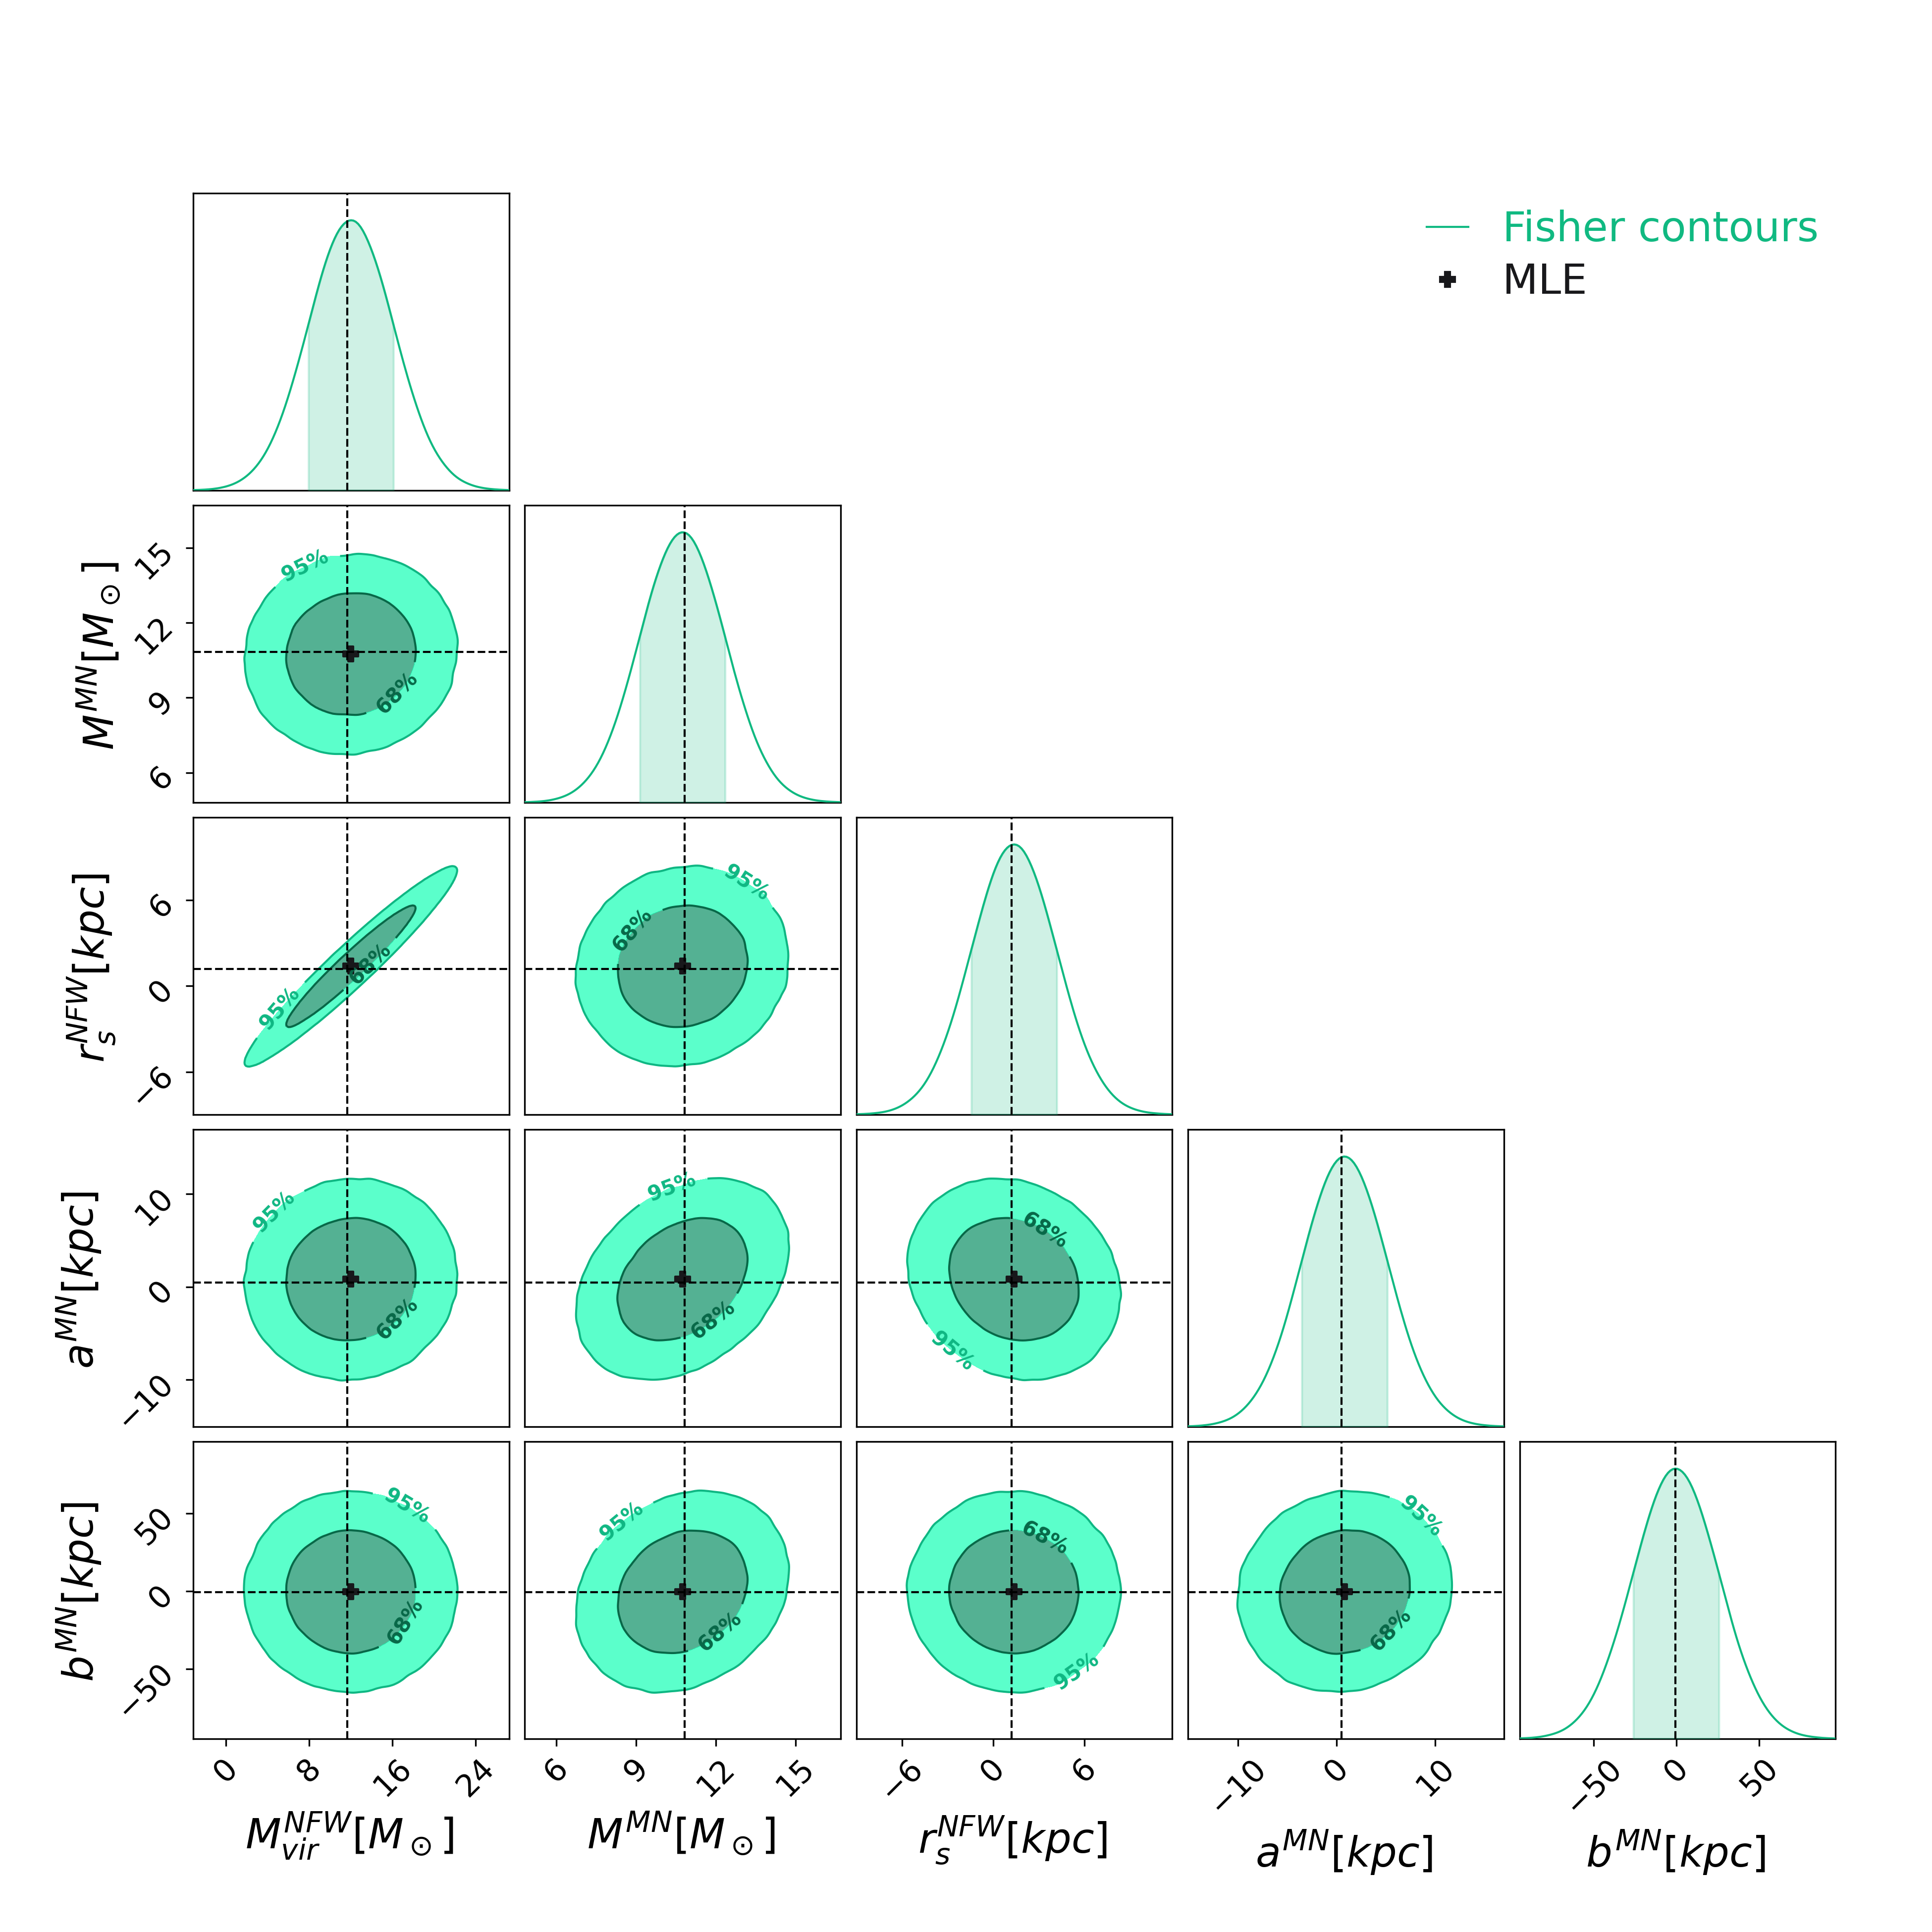 Fisher contours
MLE
95%
68%
15
12
9
6
M^{MN}[M_⊙]
95%
68%
95%
68%
6
0
−6
r_s^{NFW}[kpc]
95%
68%
95%
68%
68%
95%
10
0
−10
a^{MN}[kpc]
95%
68%
95%
68%
68%
95%
95%
68%
50
0
−50
b^{MN}[kpc]
0 8 16 24
6 9 12 15
−6 0 6
−10 0 10
−50 0 50
M_{vir}^{NFW}[M_⊙]
M^{MN}[M_⊙]
r_s^{NFW}[kpc]
a^{MN}[kpc]
b^{MN}[kpc]